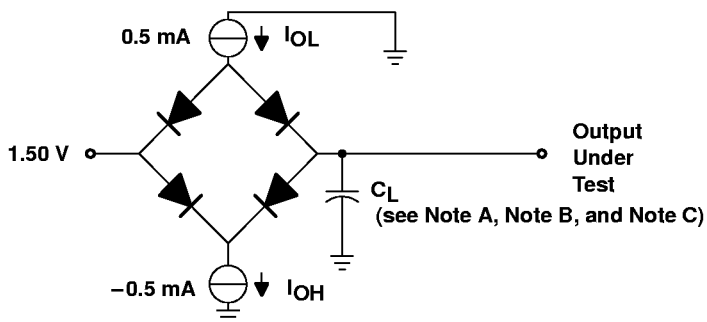 0.5 mA
IOL
1.50 V
Output
Under
Test
CL
(see Note A, Note B, and Note C)
−0.5 mA
IOH